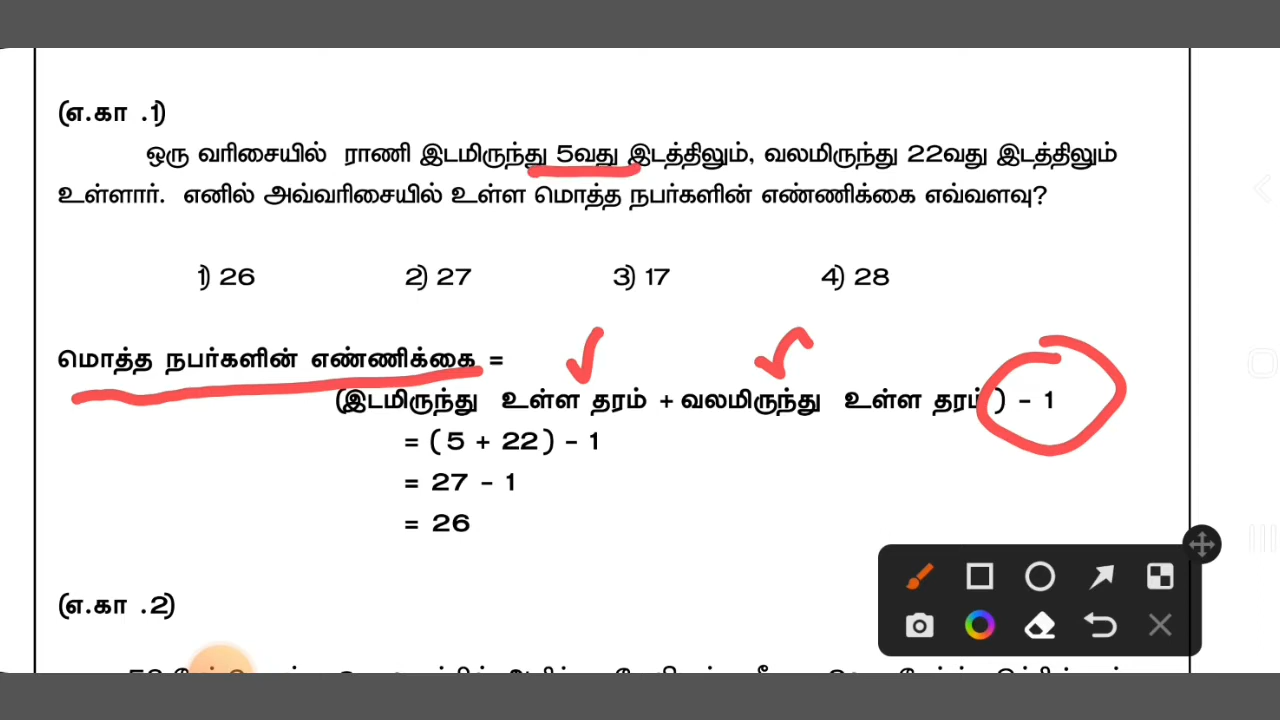 (எ.கா .1)
ஒரு வரிசையில் ராணி இடமிருந்து 5வது இடத்திலும், வலமிருந்து 22வது இடத்திலும்
உள்ளார். எனில் அவ்வரிசையில் உள்ள மொத்த நபர்களின் எண்ணிக்கை எவ்வளவு?
1) 26 2) 27 3) 17 4) 28
மொத்த நபர்களின் எண்ணிக்கை =
(இடமிருந்து உள்ள தரம் + வலமிருந்து உள்ள தரம் ) - 1
= ( 5 + 22 ) - 1
= 27 - 1
= 26
(எ.கா .2)